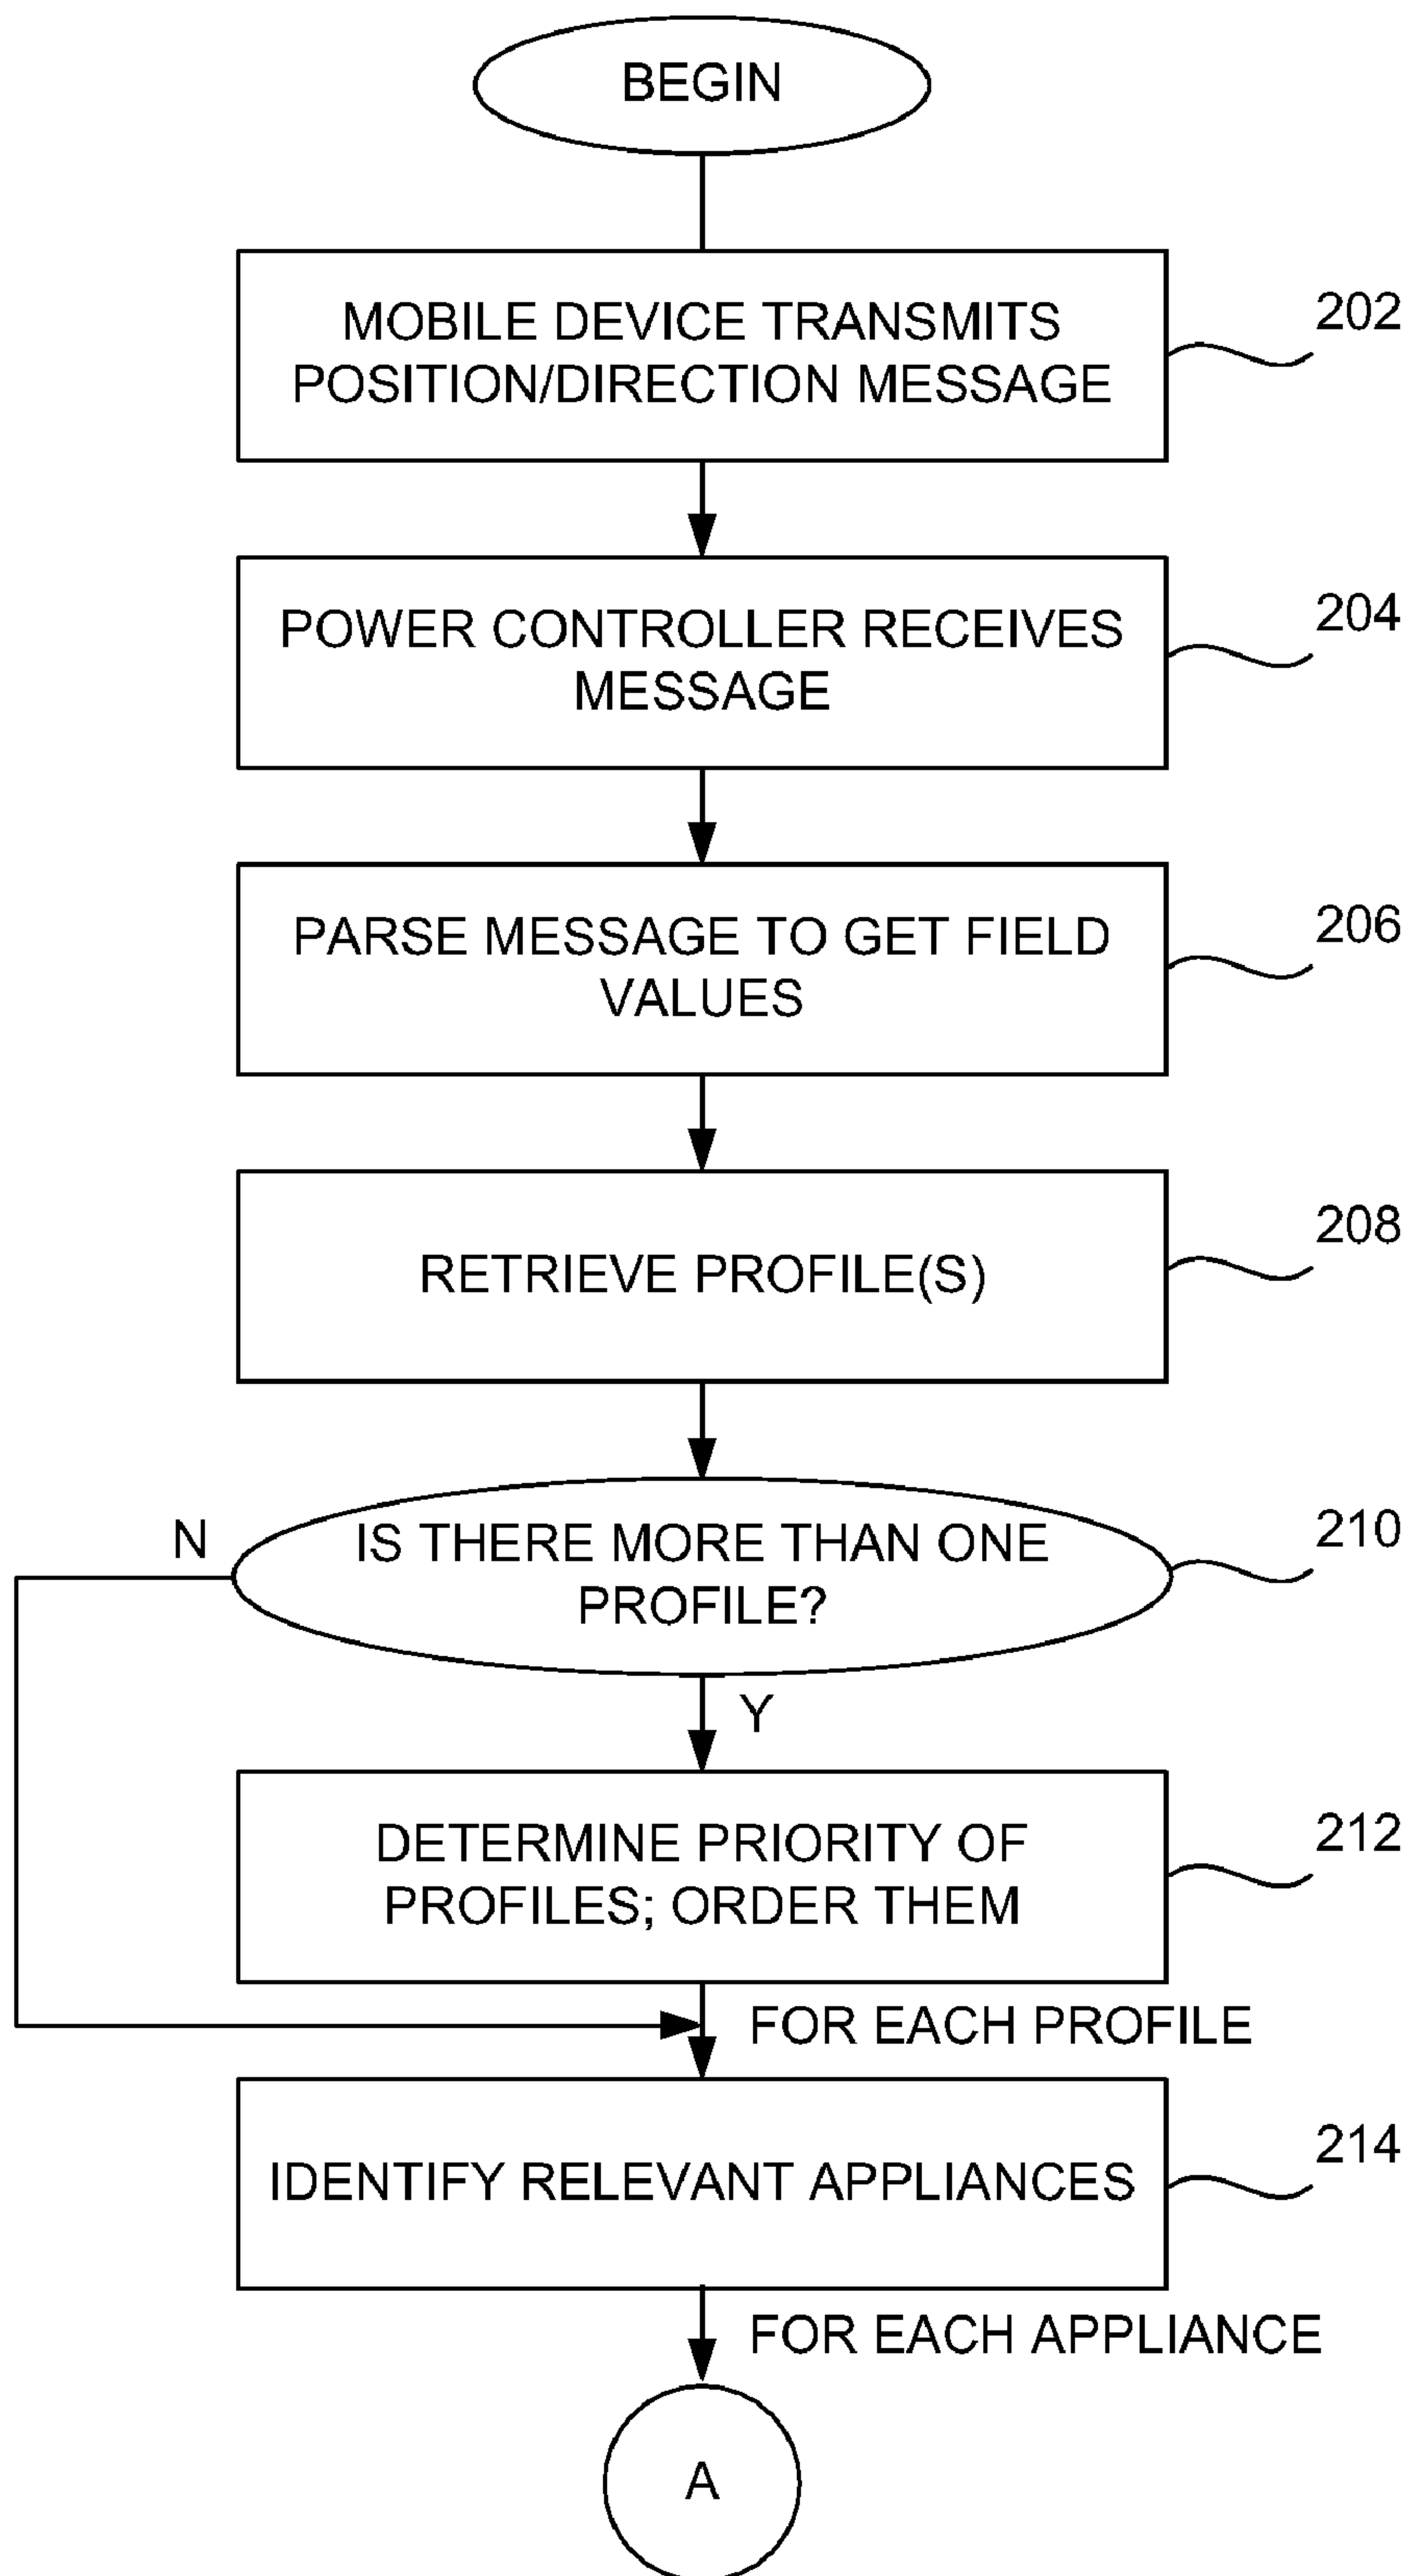 BEGIN
MOBILE DEVICE TRANSMITS
POSITION/DIRECTION MESSAGE
202
POWER CONTROLLER RECEIVES
MESSAGE
204
PARSE MESSAGE TO GET FIELD
VALUES
206
RETRIEVE PROFILE(S)
208
IS THERE MORE THAN ONE
PROFILE?
210
N
Y
DETERMINE PRIORITY OF
PROFILES; ORDER THEM
212
FOR EACH PROFILE
IDENTIFY RELEVANT APPLIANCES
214
FOR EACH APPLIANCE
A